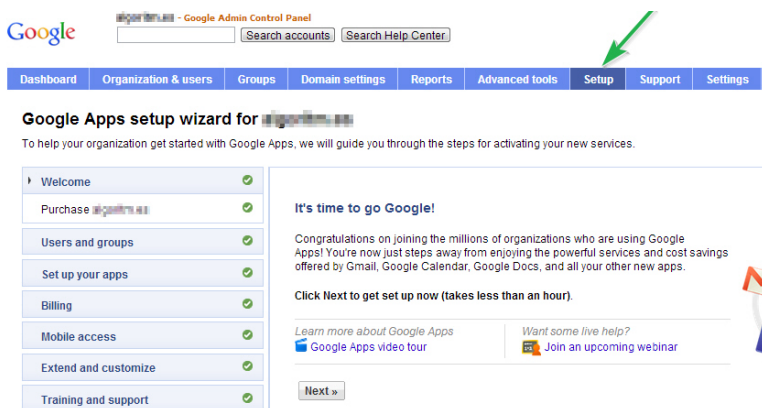 Google
- Google Admin Control Panel
Search accounts Search Help Center
Dashboard Organization & users Groups Domain settings Reports Advanced tools Setup Support Settings
Google Apps setup wizard for
To help your organization get started with Google Apps, we will guide you through the steps for activating your new services.
Welcome
Purchase
Users and groups
Set up your apps
Billing
Mobile access
Extend and customize
Training and support
It's time to go Google!
Congratulations on joining the millions of organizations who are using Google
Apps! You're now just steps away from enjoying the powerful services and cost savings
offered by Gmail, Google Calendar, Google Docs, and all your other new apps.
Click Next to get set up now (takes less than an hour).
Learn more about Google Apps
Google Apps video tour
Want some live help?
Join an upcoming webinar
Next »